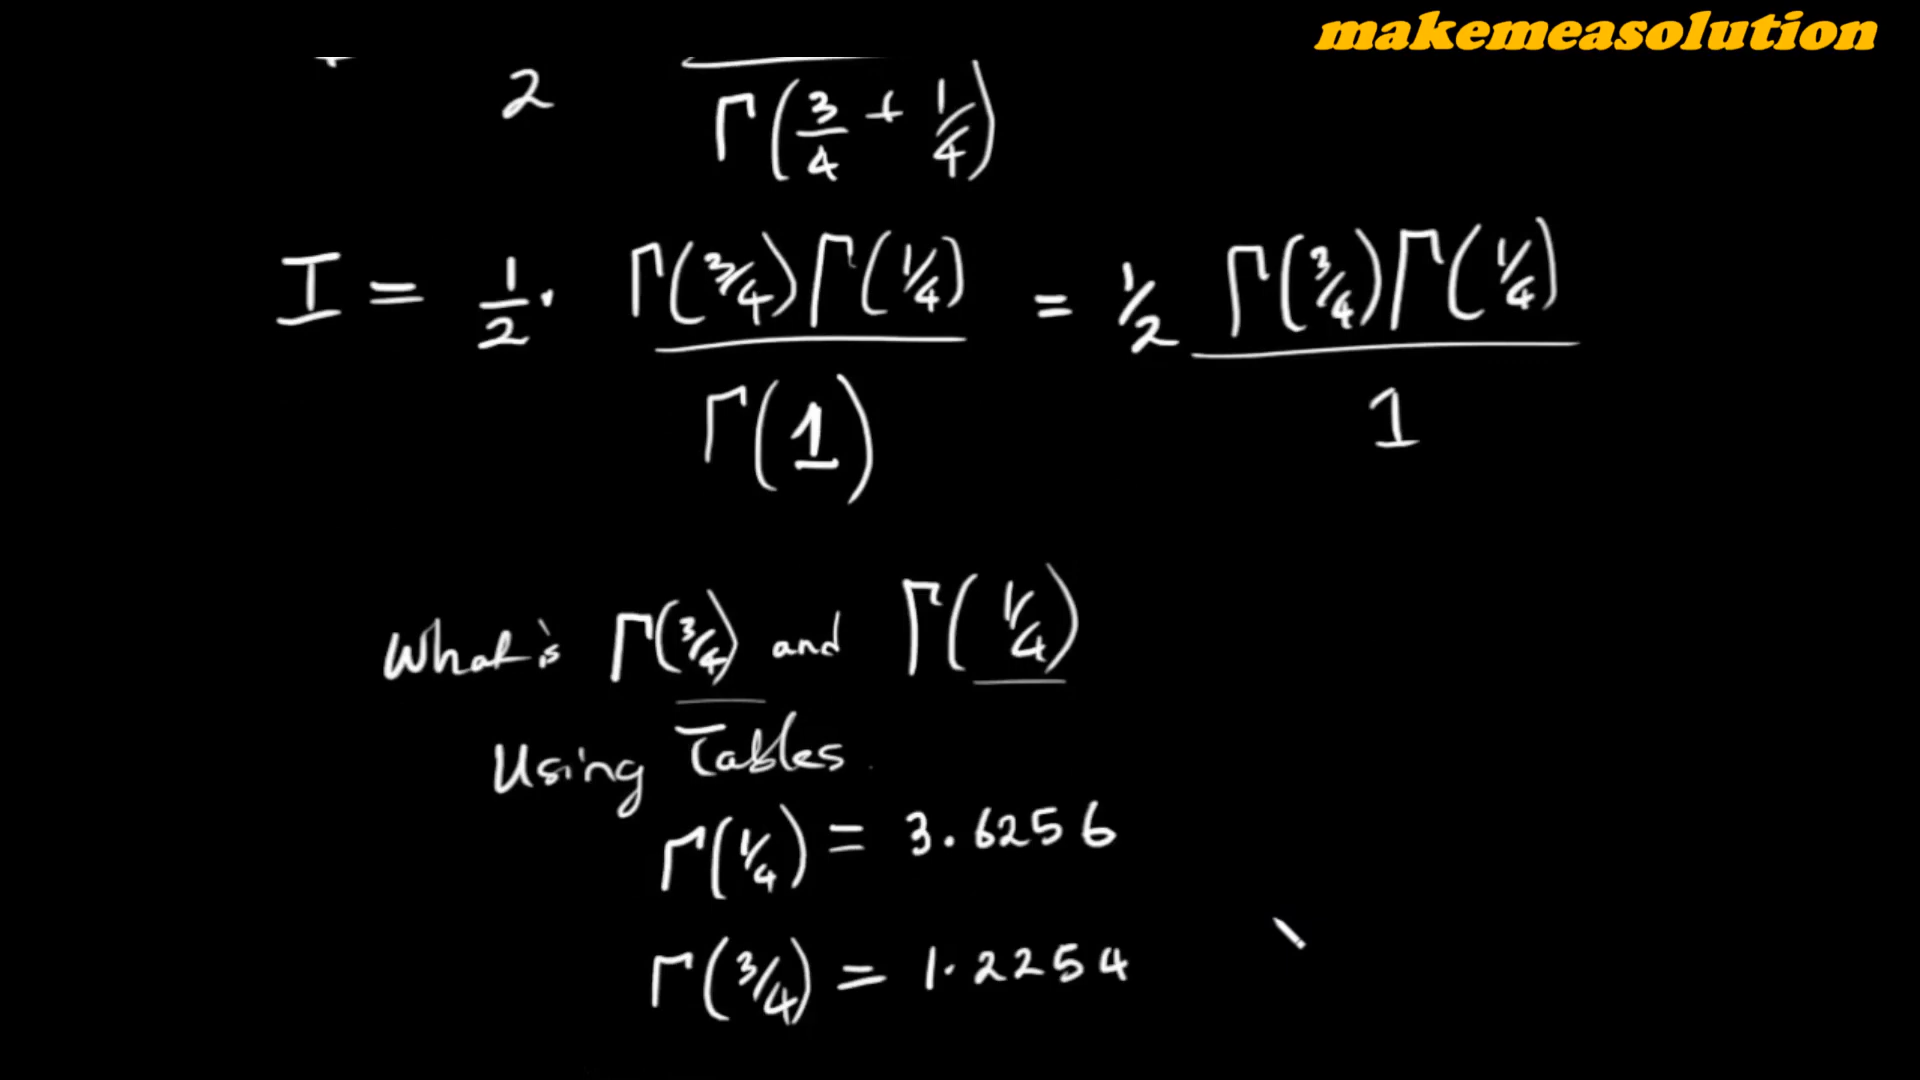 makemeasolution
2 Γ(3/4 + 1/4)
I = 1/2 · Γ(3/4)Γ(1/4) / Γ(1) = 1/2 Γ(3/4)Γ(1/4) / 1
What is Γ(3/4) and Γ(1/4)
Using Tables
Γ(1/4) = 3.6256
Γ(3/4) = 1.2254